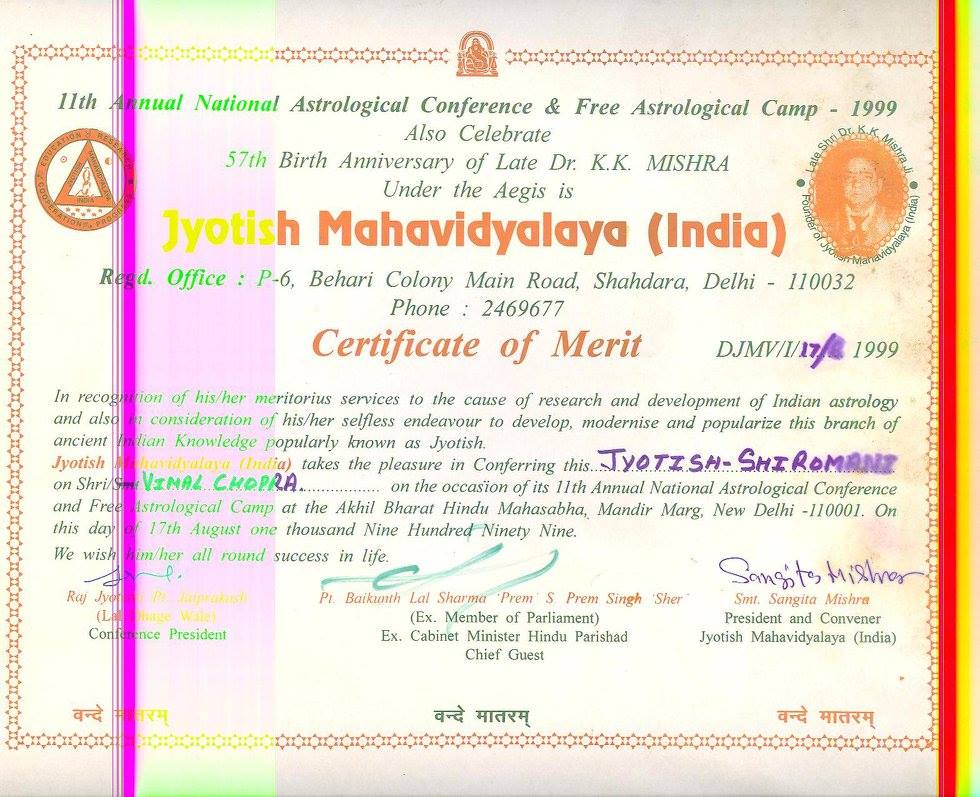 11th Annual National Astrological Conference & Free Astrological Camp - 1999
Also Celebrate
57th Birth Anniversary of Late Dr. K.K. MISHRA
Under the Aegis is
EDUCATION RESEARCH
COOPERATION PROGRESS
INDIA
Late Shri Dr. K.K. Mishra Ji
Founder of Jyotish Mahavidyalaya (India)
Jyotish Mahavidyalaya (India)
Regd. Office : P-6, Behari Colony Main Road, Shahdara, Delhi - 110032
Phone : 2469677
Certificate of Merit
DJMV/I/17/ 1999
In recognition of his/her meritorius services to the cause of research and development of Indian astrology
and also in consideration of his/her selfless endeavour to develop, modernise and popularize this branch of
ancient Indian Knowledge popularly known as Jyotish.
Jyotish Mahavidyalaya (India) takes the pleasure in Conferring this...JYOTISH-SHIROMANI
on Shri/Smt VIMAL CHOPRA.................. on the occasion of its 11th Annual National Astrological Conference
and Free Astrological Camp at the Akhil Bharat Hindu Mahasabha, Mandir Marg, New Delhi -110001. On
this day of 17th August one thousand Nine Hundred Ninety Nine.
We wish him/her all round success in life.
Sangita Mishra
Raj Jyotish Pt. Jaiprakash
(Lal Dhage Wale)
Conference President
Pt. Baikunth Lal Sharma 'Prem' S Prem Singh 'Sher'
(Ex. Member of Parliament)
Ex. Cabinet Minister Hindu Parishad
Chief Guest
Smt. Sangita Mishra
President and Convener
Jyotish Mahavidyalaya (India)
वन्दे मातरम्
वन्दे मातरम्
वन्दे मातरम्